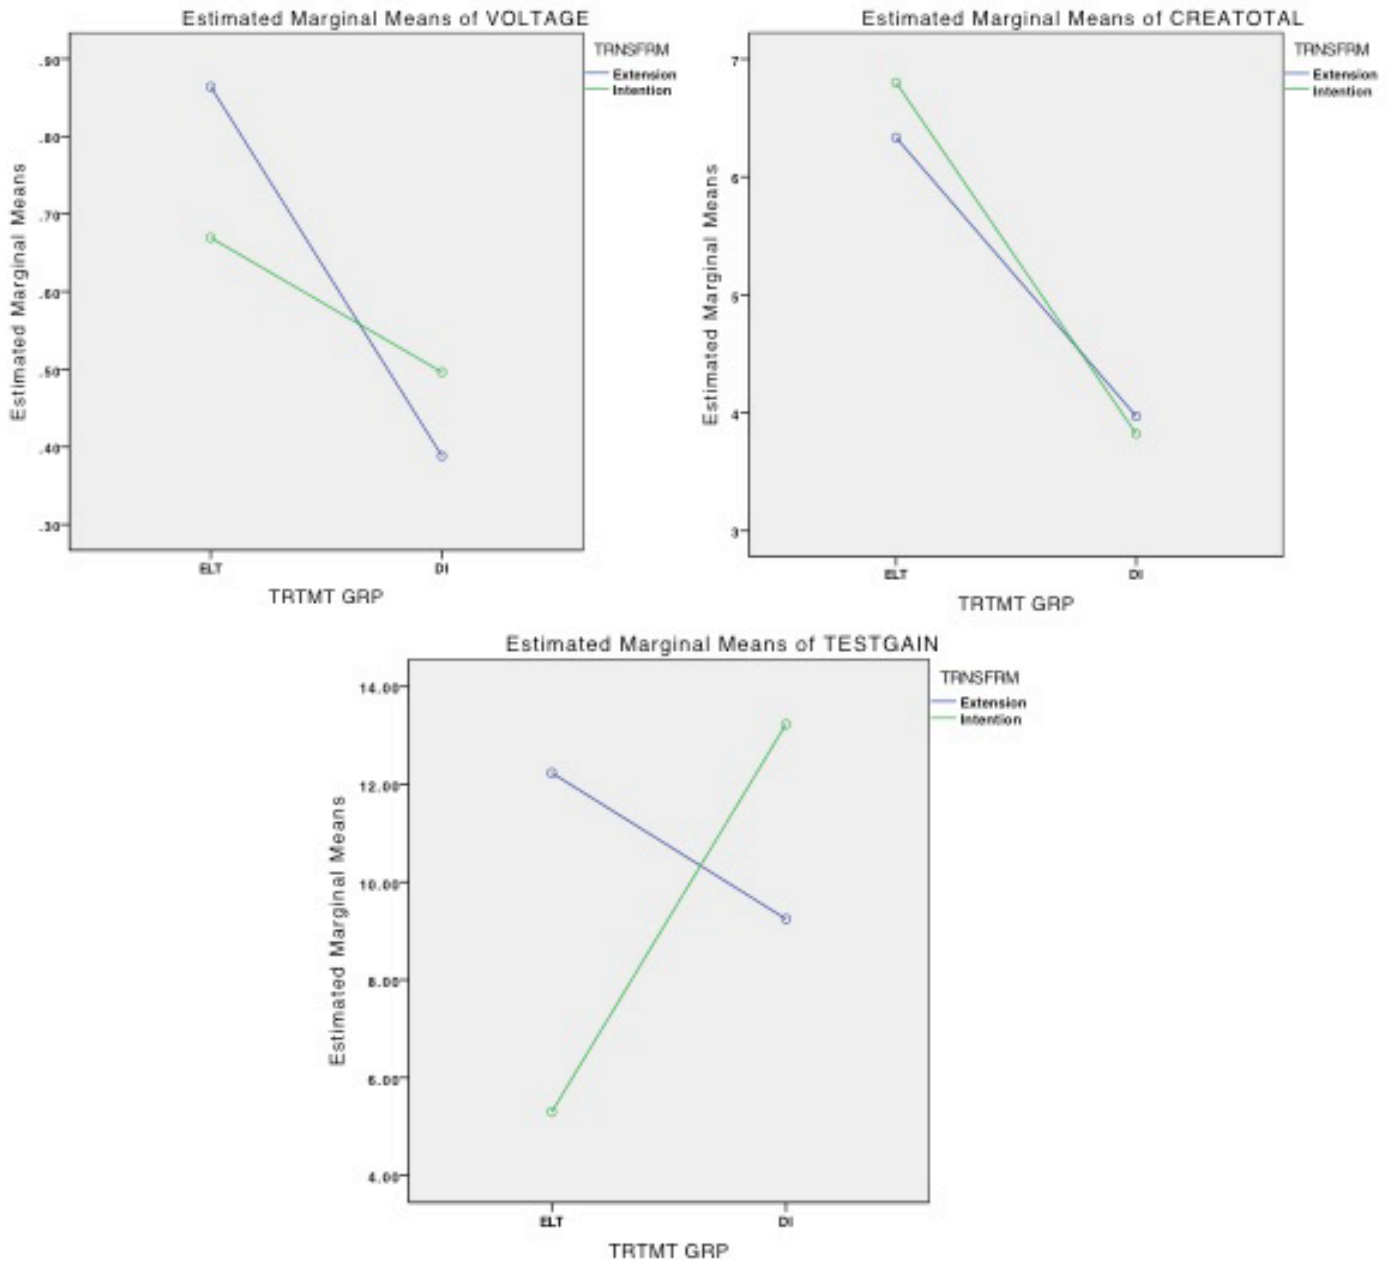 Estimated Marginal Means of VOLTAGE
TRNSFRM
Extension
Intention
Estimated Marginal Means
.90
.80
.70
.60
.50
.40
.30
ELT
DI
TRTMT GRP
Estimated Marginal Means of CREATOTAL
TRNSFRM
Extension
Intention
Estimated Marginal Means
7
6
5
4
3
ELT
DI
TRTMT GRP
Estimated Marginal Means of TESTGAIN
TRNSFRM
Extension
Intention
Estimated Marginal Means
14.00
12.00
10.00
8.00
6.00
4.00
ELT
DI
TRTMT GRP